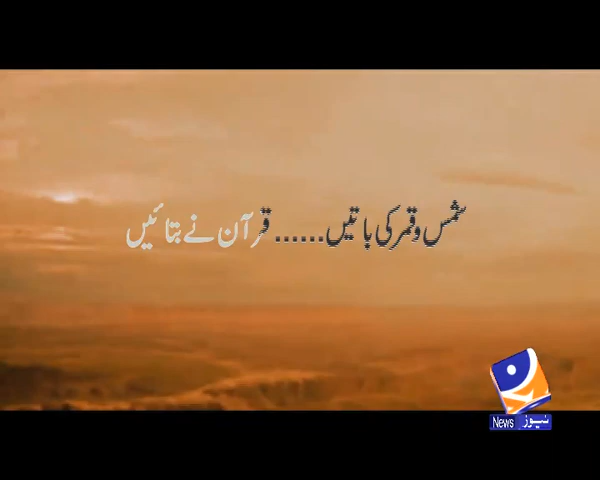 شمس و قمر کی باتیں...... قرآن نے بتائیں
News نیوز